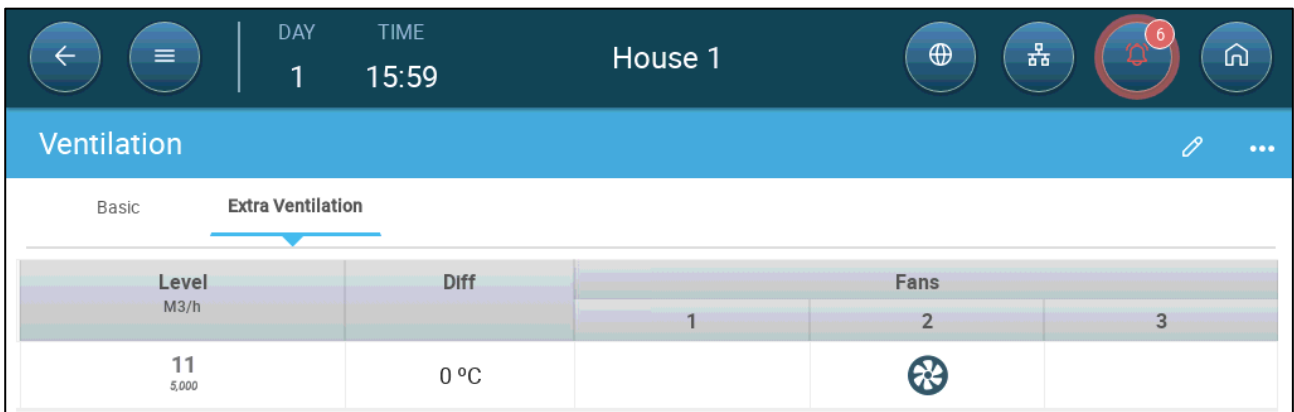 DAY TIME
1 15:59
House 1
6
Ventilation
Basic Extra Ventilation
Level Diff Fans
M3/h
1 2 3
11
5,000
0 ºC